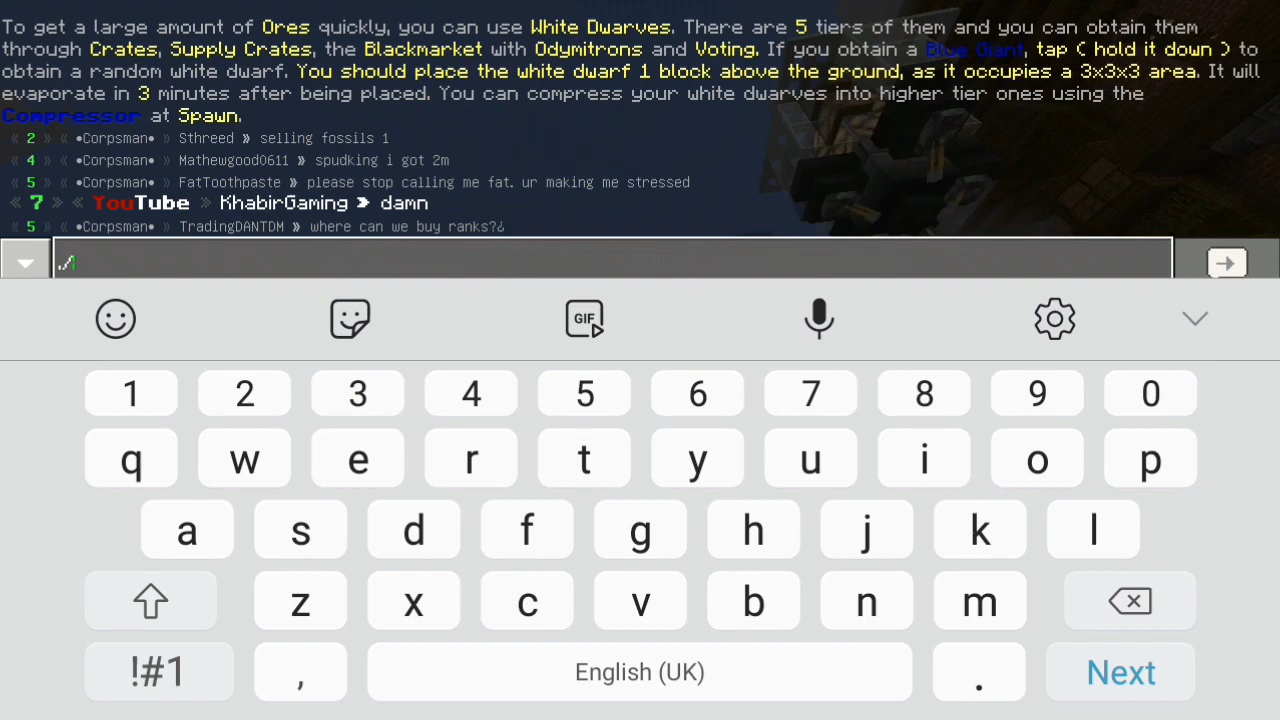 To get a large amount of Ores quickly, you can use White Dwarves. There are 5 tiers of them and you can obtain them
through Crates, Supply Crates, the Blackmarket with Odymitrons and Voting. If you obtain a Blue Giant, tap ( hold it down ) to
obtain a random white dwarf. You should place the white dwarf 1 block above the ground, as it occupies a 3x3x3 area. It will
evaporate in 3 minutes after being placed. You can compress your white dwarves into higher tier ones using the
Compressor at Spawn.
« 2 » « •Corpsman• » Sthreed » selling fossils 1
« 4 » « •Corpsman• » Mathewgood0611 » spudking i got 2m
« 5 » « •Corpsman• » FatToothpaste » please stop calling me fat. ur making me stressed
« 7 » « YouTube » KhabirGaming ➽ damn
« 5 » « •Corpsman• » TradingDANTDM » where can we buy ranks?¿
./
GIF
1 2 3 4 5 6 7 8 9 0
q w e r t y u i o p
a s d f g h j k l
z x c v b n m
!#1 , English (UK) . Next